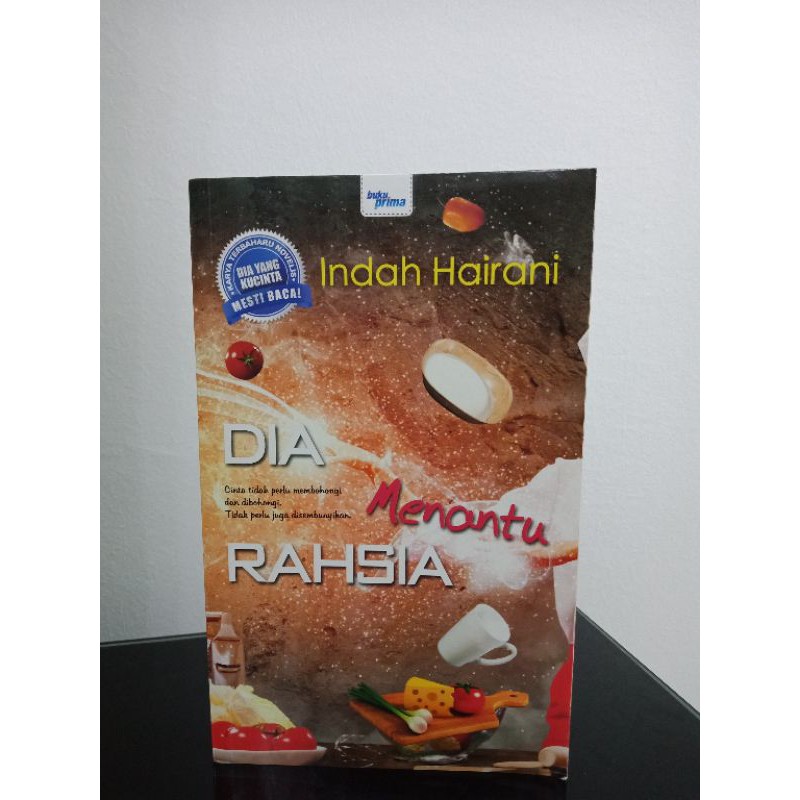 buku
prima
KARYA TERBAHARU NOVELIS
DIA YANG
KUCINTA
MESTI BACA!
Indah Hairani
DIA
Cinta tidak perlu membohongi
dan dibohongi.
Tidak perlu juga disembunyikan.
Menantu
RAHSIA